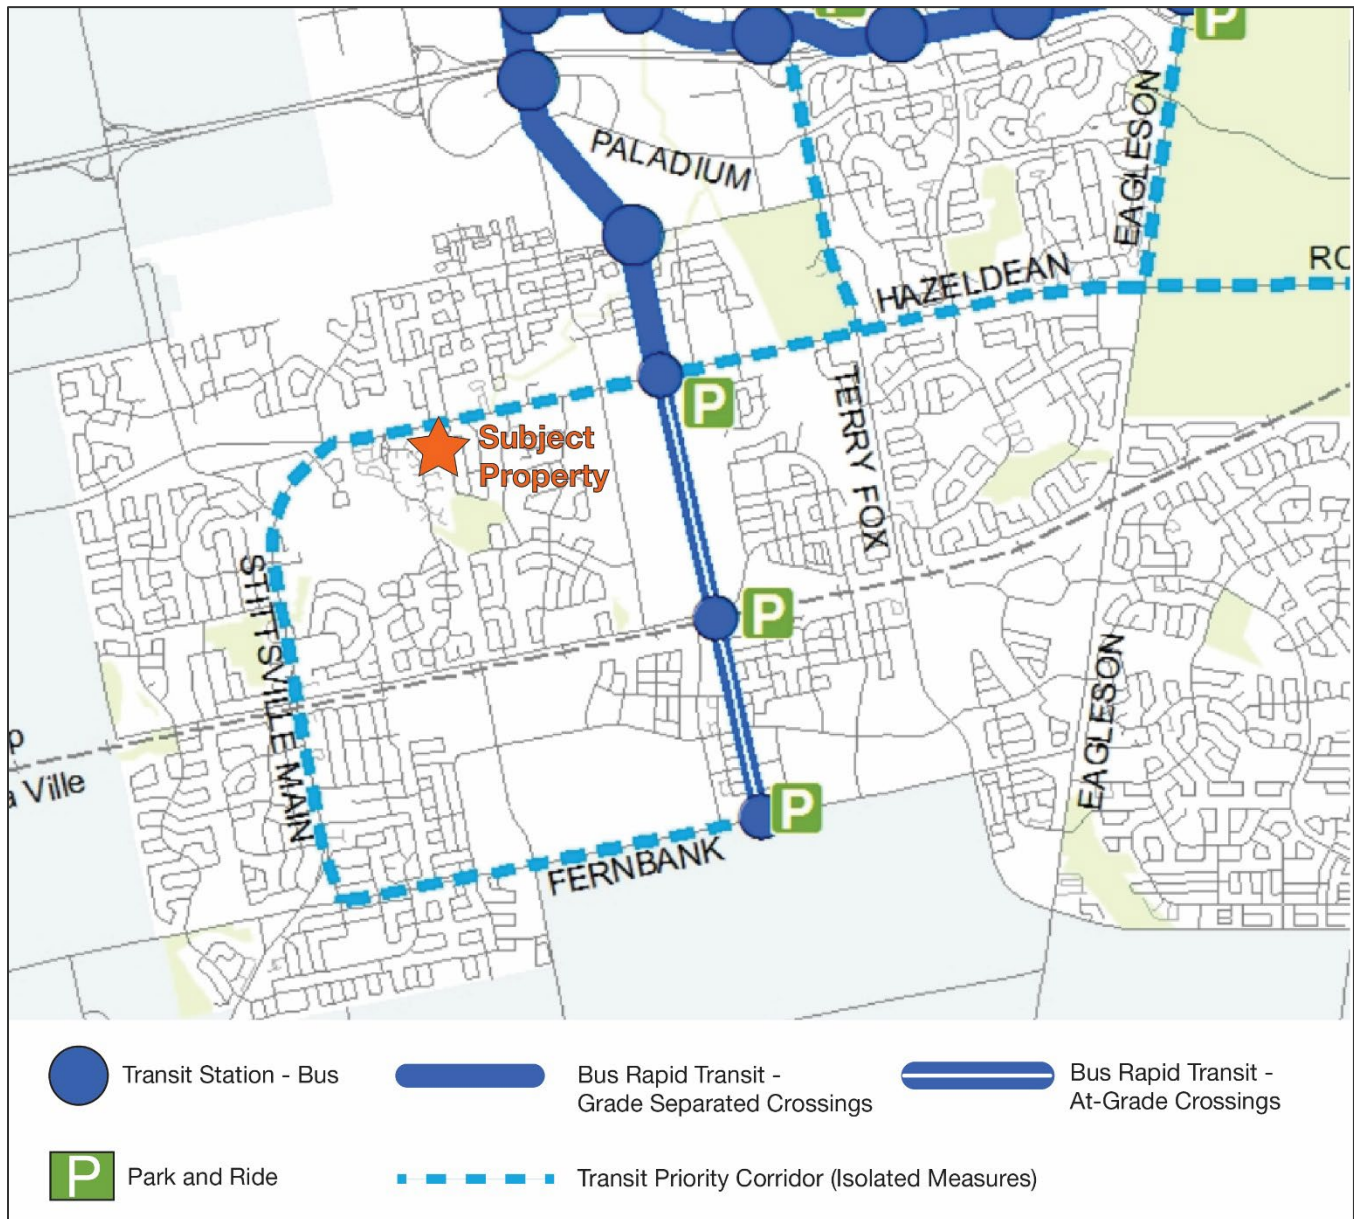 P
P
PALADIUM
EAGLESON
RO
HAZELDEAN
P
TERRY FOX
Subject
Property
STITTSVILLE MAIN
P
EAGLESON
p
a Ville
P
FERNBANK
Transit Station - Bus
Bus Rapid Transit -
Grade Separated Crossings
Bus Rapid Transit -
At-Grade Crossings
P
Park and Ride
Transit Priority Corridor (Isolated Measures)